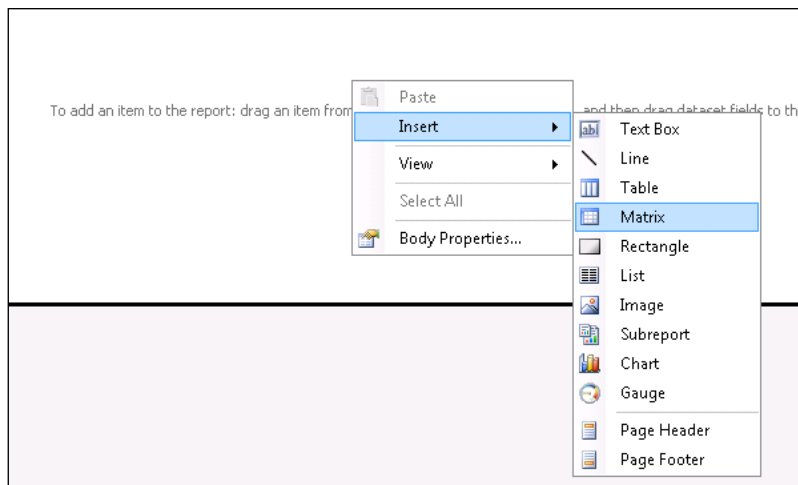 To add an item to the report: drag an item from
and then drag dataset fields to th
Paste
Insert
View
Select All
Body Properties...
abl
Text Box
Line
Table
Matrix
Rectangle
List
Image
Subreport
Chart
Gauge
Page Header
Page Footer